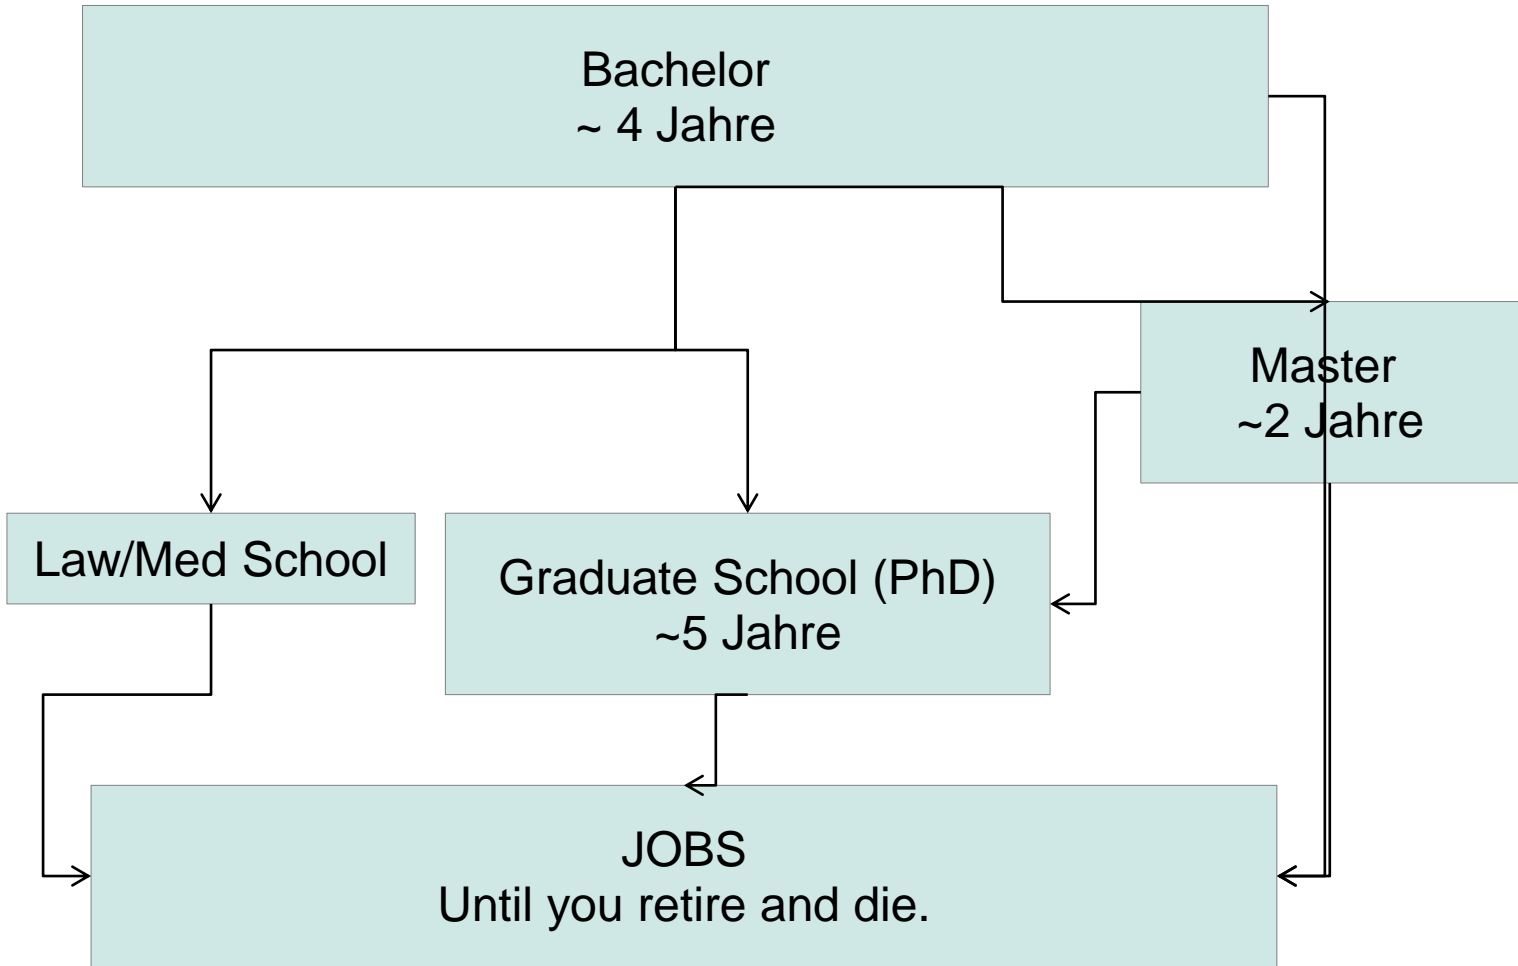 Bachelor
~ 4 Jahre
Master
~2 Jahre
Law/Med School
Graduate School (PhD)
~5 Jahre
JOBS
Until you retire and die.